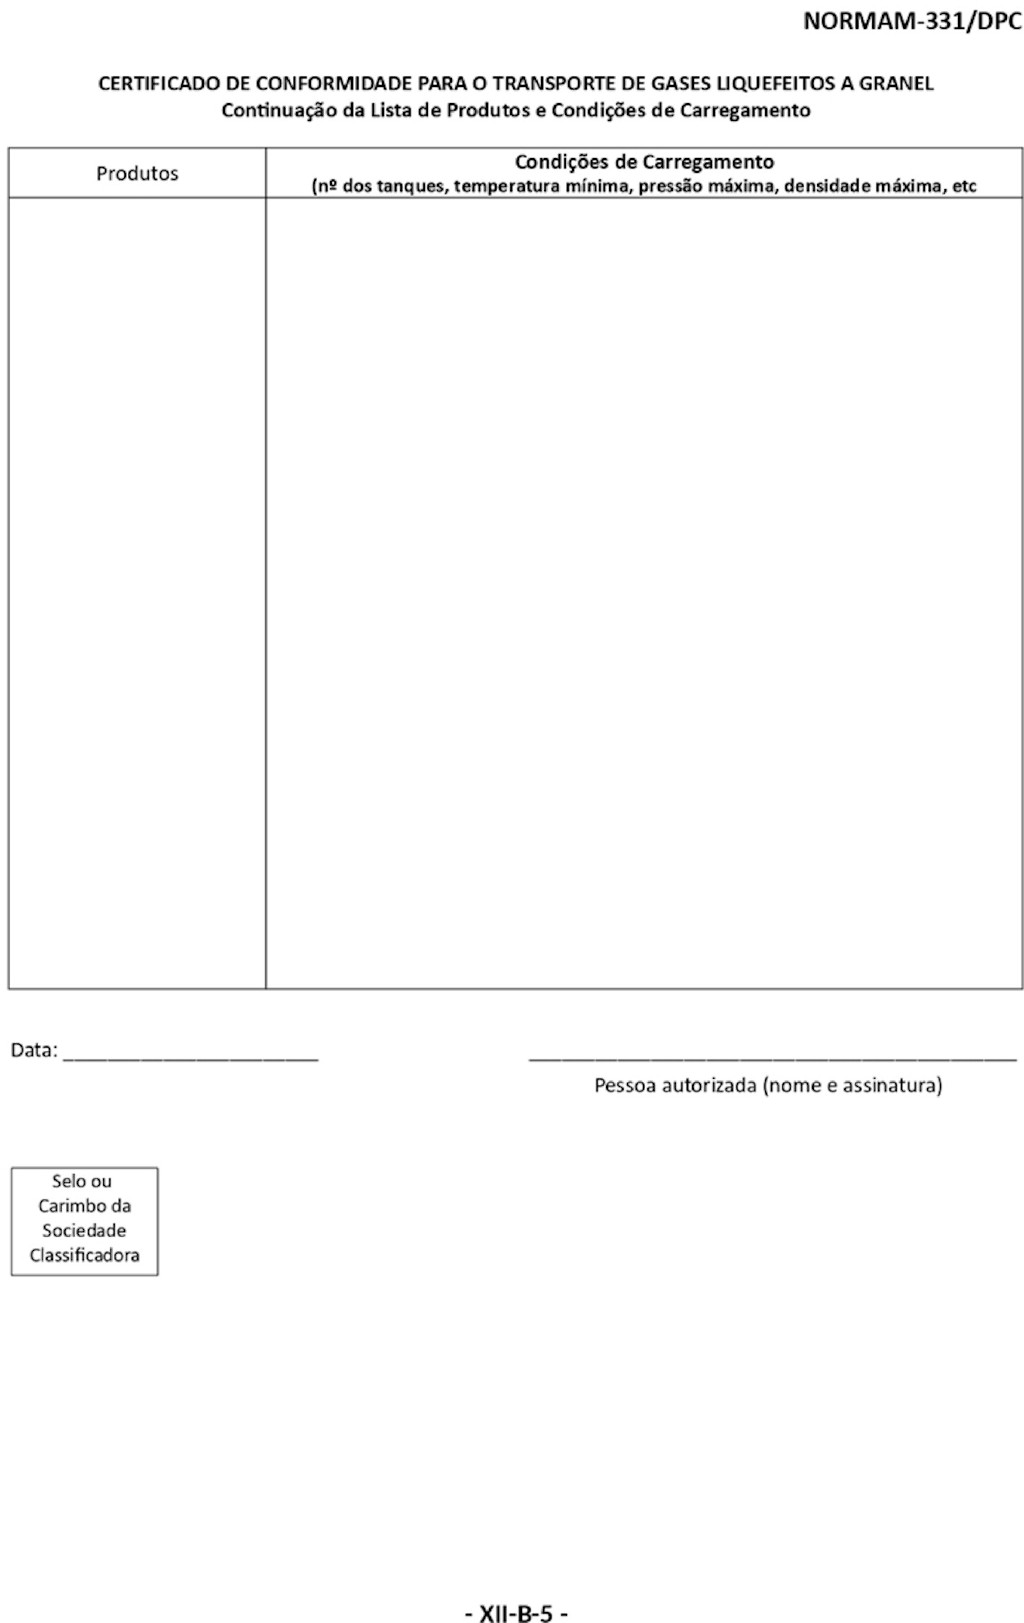 NORMAM-331/DPC
CERTIFICADO DE CONFORMIDADE PARA O TRANSPORTE DE GASES LIQUEFEITOS A GRANEL
Continuação da Lista de Produtos e Condições de Carregamento
Produtos
Condições de Carregamento
(nº dos tanques, temperatura mínima, pressão máxima, densidade máxima, etc
Data: _______________________
____________________________________________
Pessoa autorizada (nome e assinatura)
Selo ou
Carimbo da
Sociedade
Classificadora
- XII-B-5 -